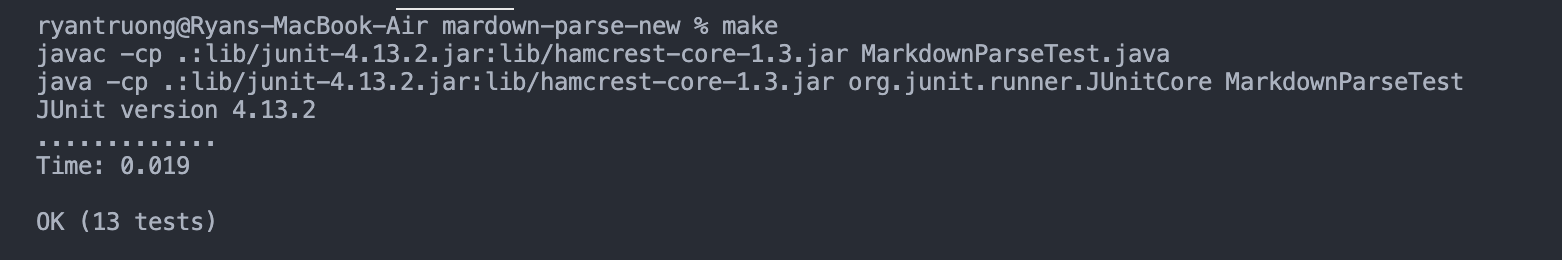 ryantruong@Ryans-MacBook-Air mardown-parse-new % make
javac -cp .:lib/junit-4.13.2.jar:lib/hamcrest-core-1.3.jar MarkdownParseTest.java
java -cp .:lib/junit-4.13.2.jar:lib/hamcrest-core-1.3.jar org.junit.runner.JUnitCore MarkdownParseTest
JUnit version 4.13.2
.............
Time: 0.019
OK (13 tests)